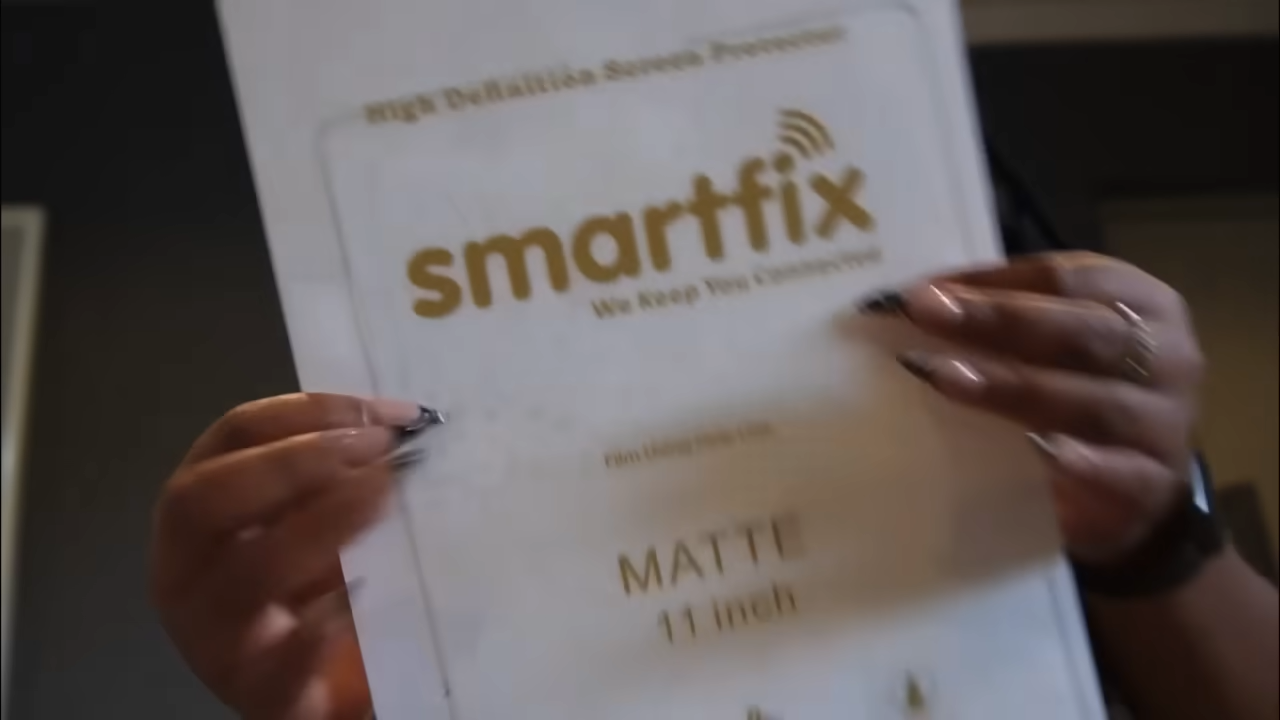 High Definition Screen Protector
smartfix
We Keep You Connected
MATTE
11 inch